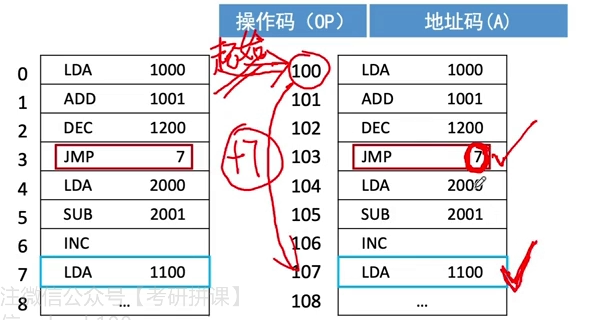 操作码（OP） 地址码(A)
起始
0 LDA 1000 100 LDA 1000
1 ADD 1001 101 ADD 1001
2 DEC 1200 102 DEC 1200
3 JMP 7 +7 103 JMP 7
4 LDA 2000 104 LDA 2000
5 SUB 2001 105 SUB 2001
6 INC 106 INC
7 LDA 1100 107 LDA 1100
注微信公众号【考研拼课】
8 … 108 …